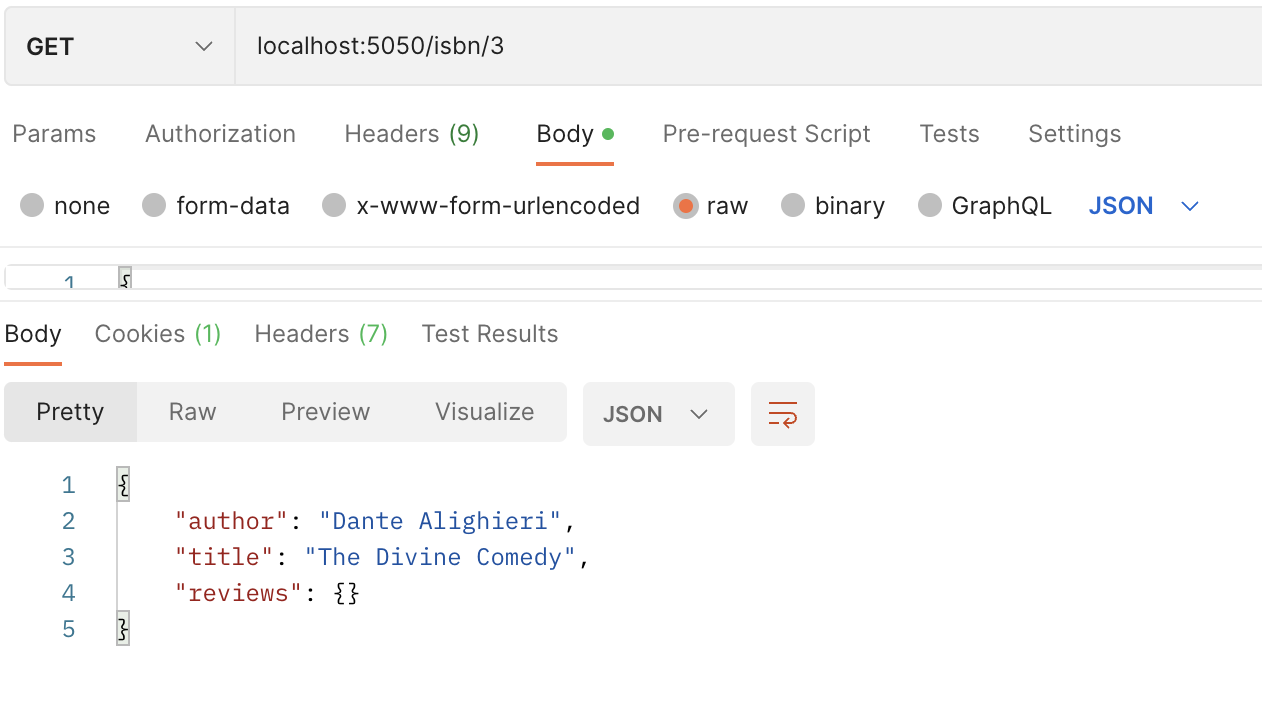 GET localhost:5050/isbn/3
Params Authorization Headers (9) Body Pre-request Script Tests Settings
none form-data x-www-form-urlencoded raw binary GraphQL JSON
1 {
Body Cookies (1) Headers (7) Test Results
Pretty Raw Preview Visualize JSON
1 {
2 "author": "Dante Alighieri",
3 "title": "The Divine Comedy",
4 "reviews": {}
5 }